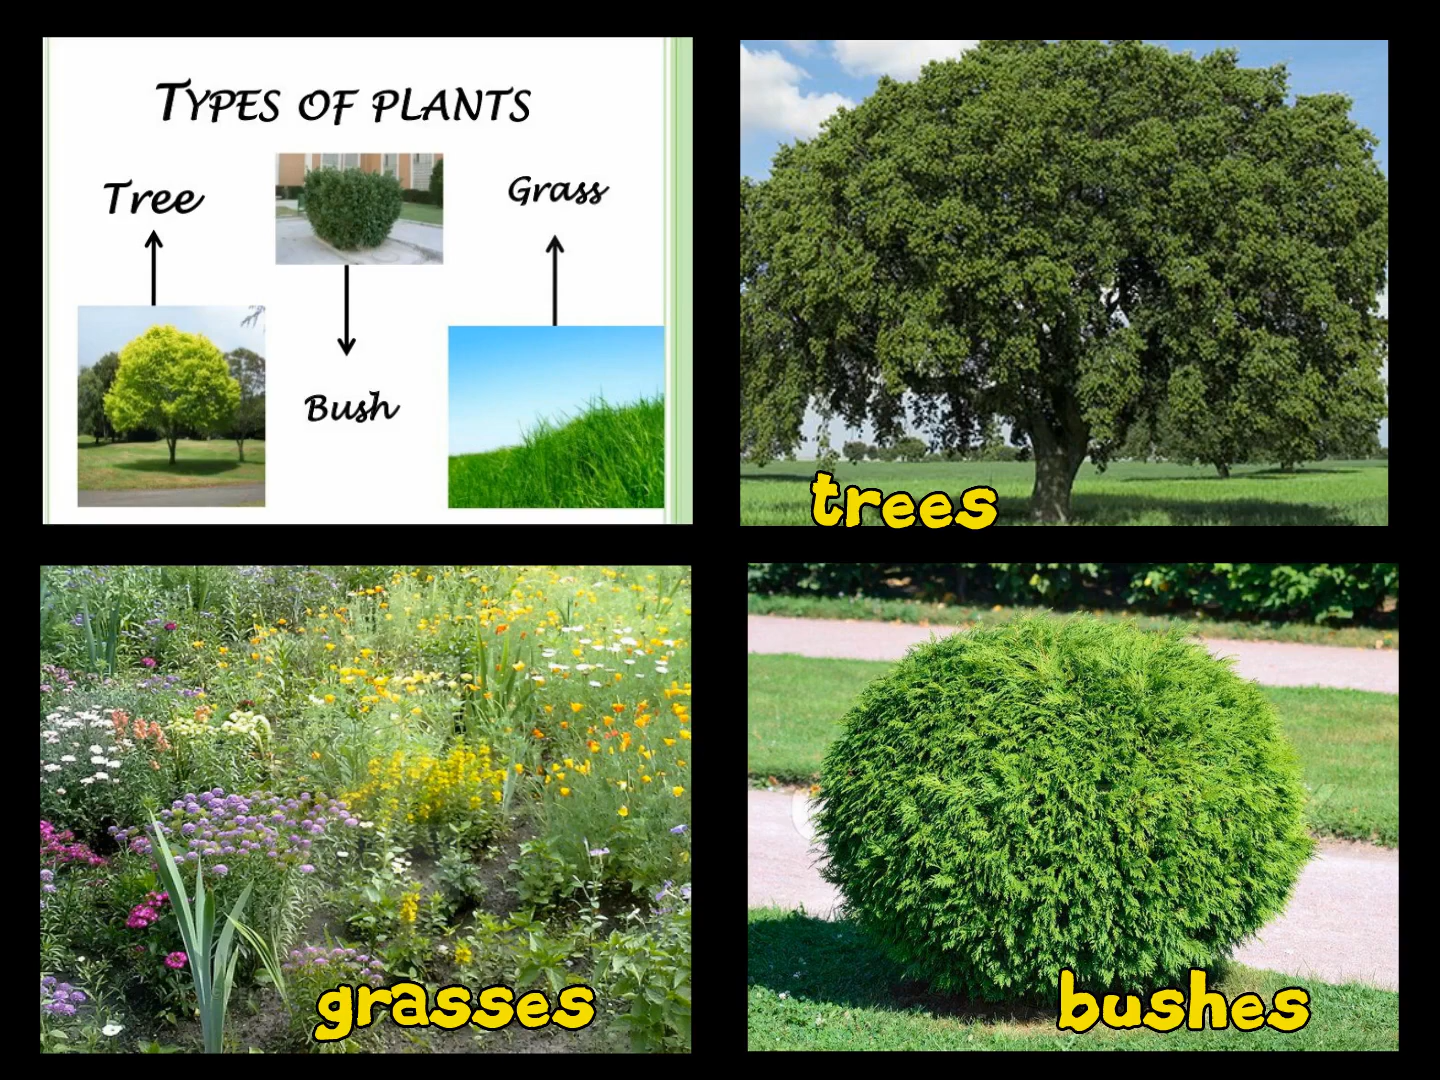 TYPES OF PLANTS
Tree
Grass
Bush
trees
grasses
bushes